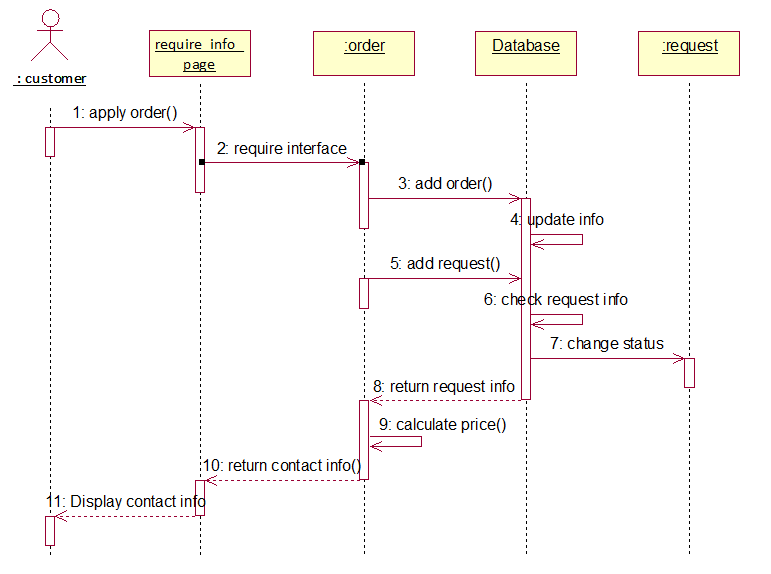 : customer
require info
page
:order
Database
:request
1: apply order()
2: require interface
3: add order()
4: update info
5: add request()
6: check request info
7: change status
8: return request info
9: calculate price()
10: return contact info()
11: Display contact info